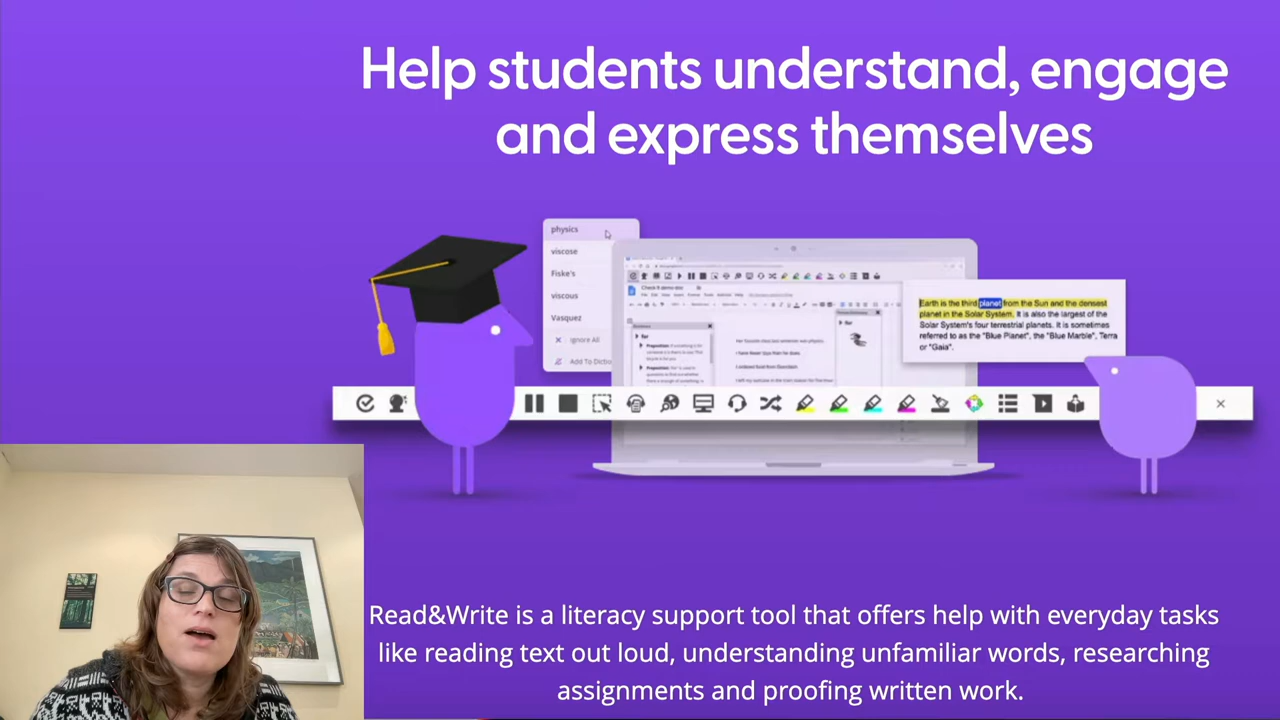 Help students understand, engage
and express themselves
physics
viscose
Fiske's
viscous
Vasquez
Ignore All
Add To Dictio
Earth is the third planet from the Sun and the densest
planet in the Solar System. It is also the largest of the
Solar System's four terrestrial planets. It is sometimes
referred to as the "Blue Planet", the "Blue Marble", Terra
or "Gaia".
Read&Write is a literacy support tool that offers help with everyday tasks
like reading text out loud, understanding unfamiliar words, researching
assignments and proofing written work.